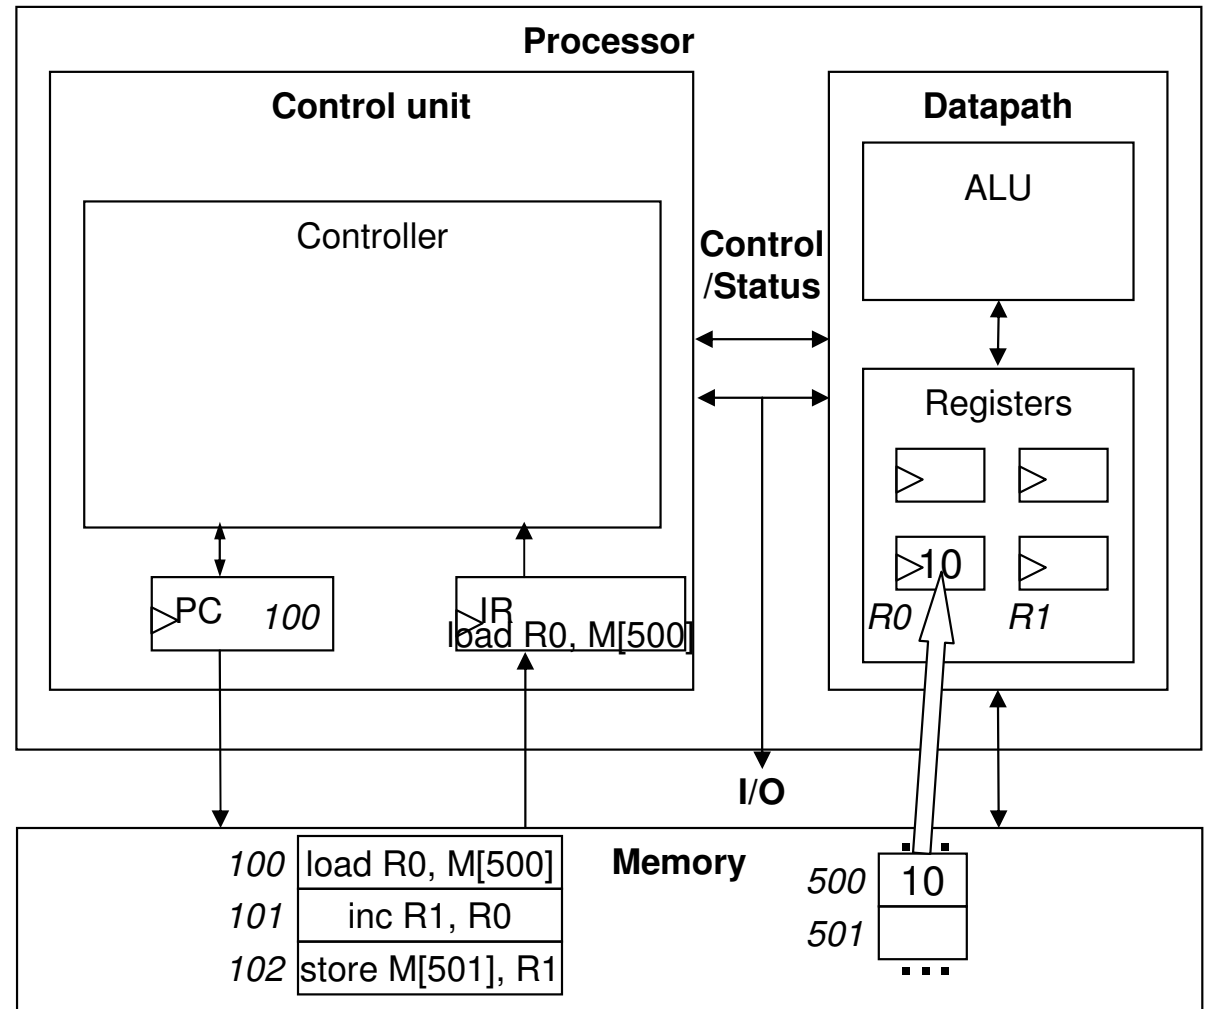 Processor
Control unit
Datapath
ALU
Controller
Control
/Status
Registers
10
R0
R1
PC
100
IR
load R0, M[500]
I/O
Memory
100
load R0, M[500]
101
inc R1, R0
102
store M[501], R1
500
10
501